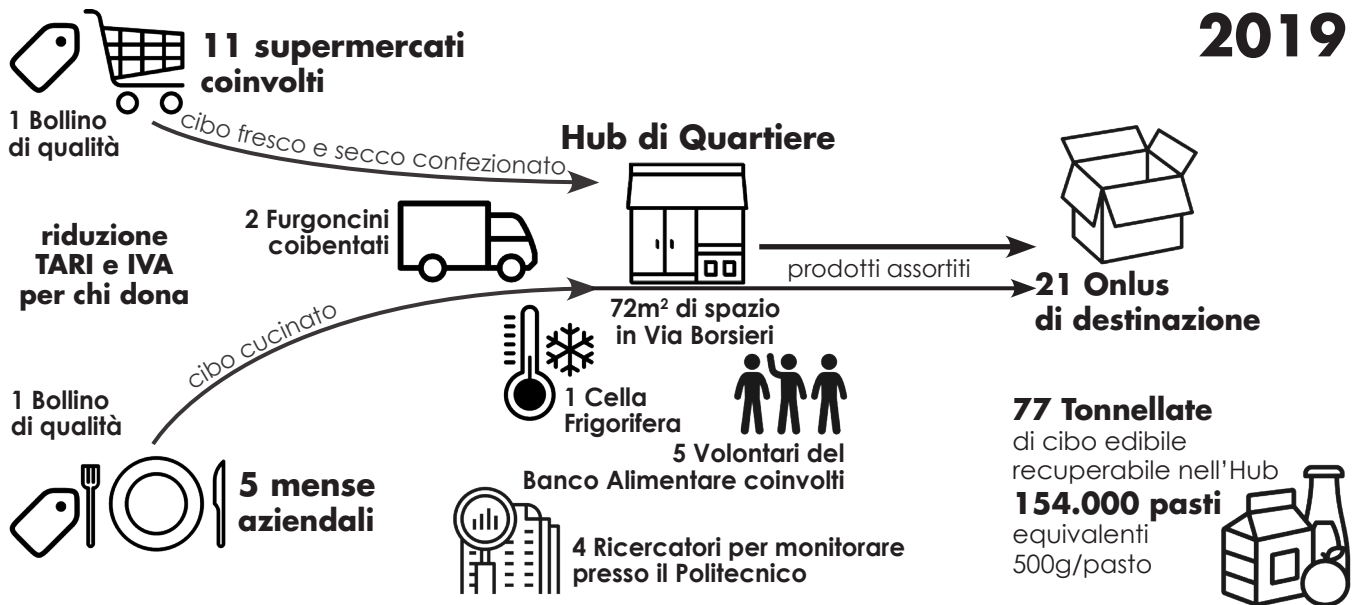 2019
11 supermercati
coinvolti
1 Bollino
di qualità
cibo fresco e secco confezionato
Hub di Quartiere
riduzione
TARI e IVA
per chi dona
2 Furgoncini
coibentati
prodotti assortiti
21 Onlus
di destinazione
72m² di spazio
in Via Borsieri
cibo cucinato
1 Cella
Frigorifera
1 Bollino
di qualità
5 mense
aziendali
5 Volontari del
Banco Alimentare coinvolti
4 Ricercatori per monitorare
presso il Politecnico
77 Tonnellate
di cibo edibile
recuperabile nell'Hub
154.000 pasti
equivalenti
500g/pasto